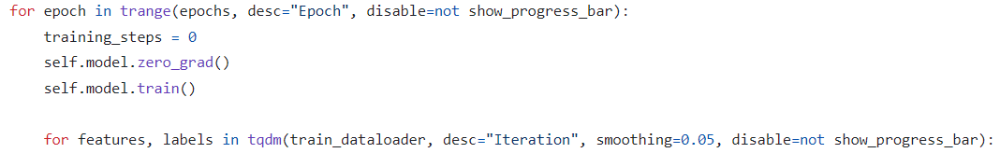 for epoch in trange(epochs, desc="Epoch", disable=not show_progress_bar):
    training_steps = 0
    self.model.zero_grad()
    self.model.train()

    for features, labels in tqdm(train_dataloader, desc="Iteration", smoothing=0.05, disable=not show_progress_bar):